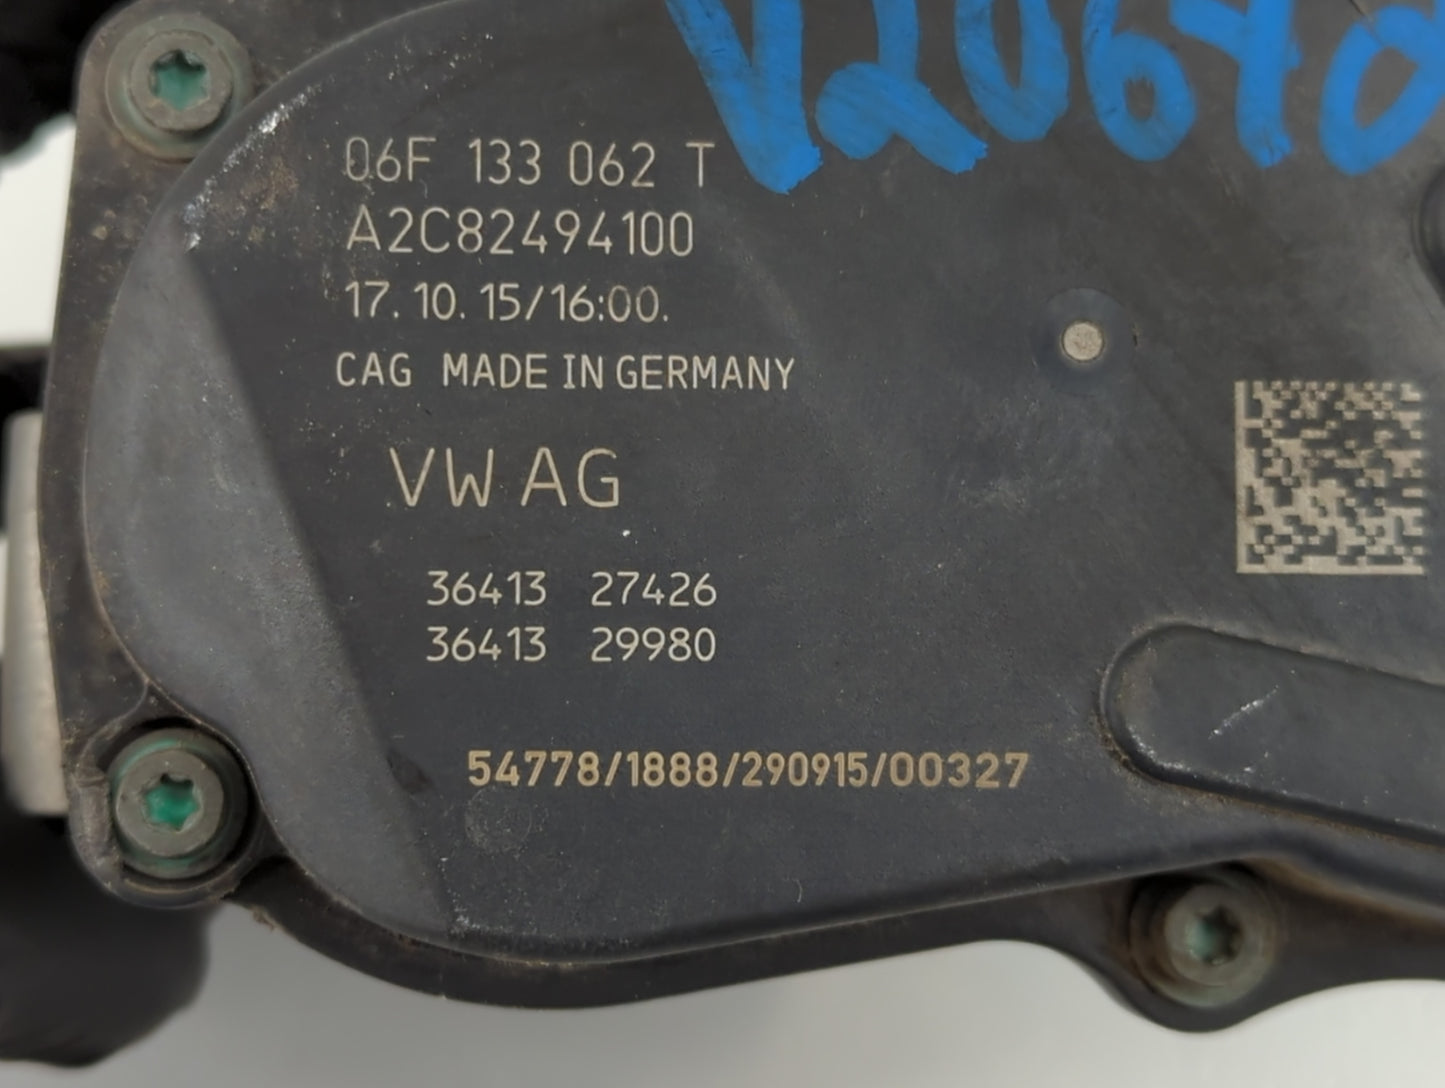 V20640
06F 133 062 T
A2C82494100
17.10.15/16:00.
CAG MADE IN GERMANY
VW AG
36413 27426
36413 29980
54778/1888/290915/00327